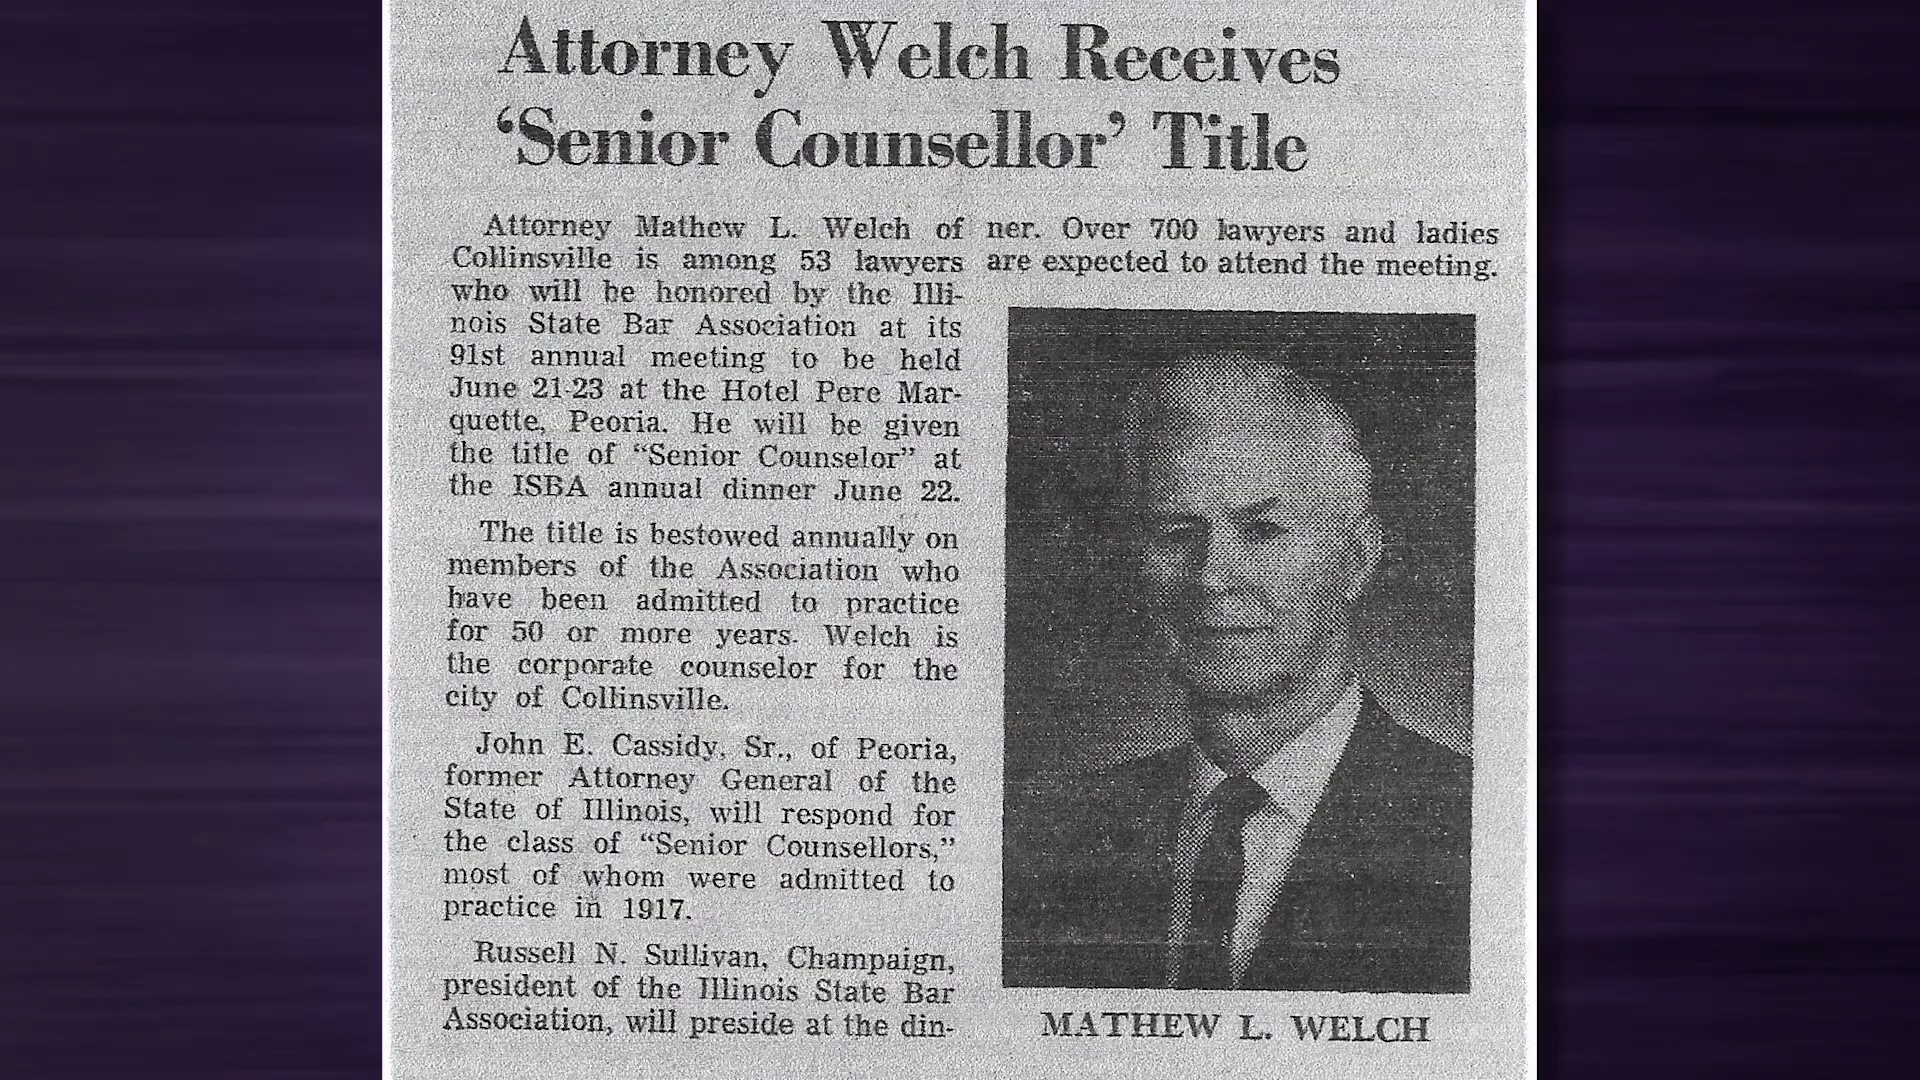 Attorney Welch Receives
‘Senior Counsellor’ Title
Attorney Mathew L. Welch of
Collinsville is among 53 lawyers
who will be honored by the Illi-
nois State Bar Association at its
91st annual meeting to be held
June 21-23 at the Hotel Pere Mar-
quette, Peoria. He will be given
the title of “Senior Counselor” at
the ISBA annual dinner June 22.
The title is bestowed annually on
members of the Association who
have been admitted to practice
for 50 or more years. Welch is
the corporate counselor for the
city of Collinsville.
John E. Cassidy, Sr., of Peoria,
former Attorney General of the
State of Illinois, will respond for
the class of “Senior Counsellors,”
most of whom were admitted to
practice in 1917.
Russell N. Sullivan, Champaign,
president of the Illinois State Bar
Association, will preside at the din-
ner. Over 700 lawyers and ladies
are expected to attend the meeting.
MATHEW L. WELCH